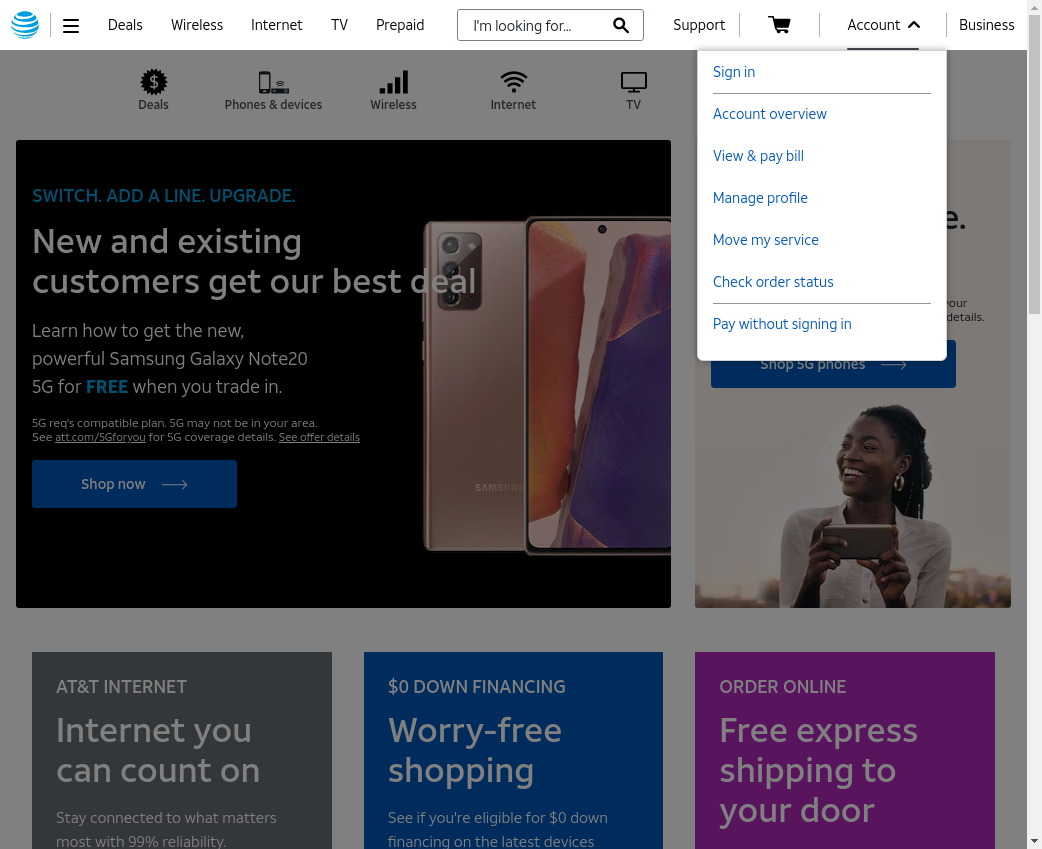 Deals
Wireless
Internet
TV
Prepaid
I'm looking for...
Support
Account
Business
Sign in
Account overview
View & pay bill
Manage profile
Move my service
Check order status
Pay without signing in
Deals
Phones & devices
Wireless
Internet
TV
SWITCH. ADD A LINE. UPGRADE.
New and existing
customers get our best deal
Learn how to get the new,
powerful Samsung Galaxy Note20
5G for FREE when you trade in.
5G req's compatible plan. 5G may not be in your area.
See att.com/5Gforyou for 5G coverage details. See offer details
Shop now
SAMSUNG
e.
your
details.
Shop 5G phones
AT&T INTERNET
Internet you
can count on
Stay connected to what matters
most with 99% reliability.
$0 DOWN FINANCING
Worry-free
shopping
See if you're eligible for $0 down
financing on the latest devices
ORDER ONLINE
Free express
shipping to
your door